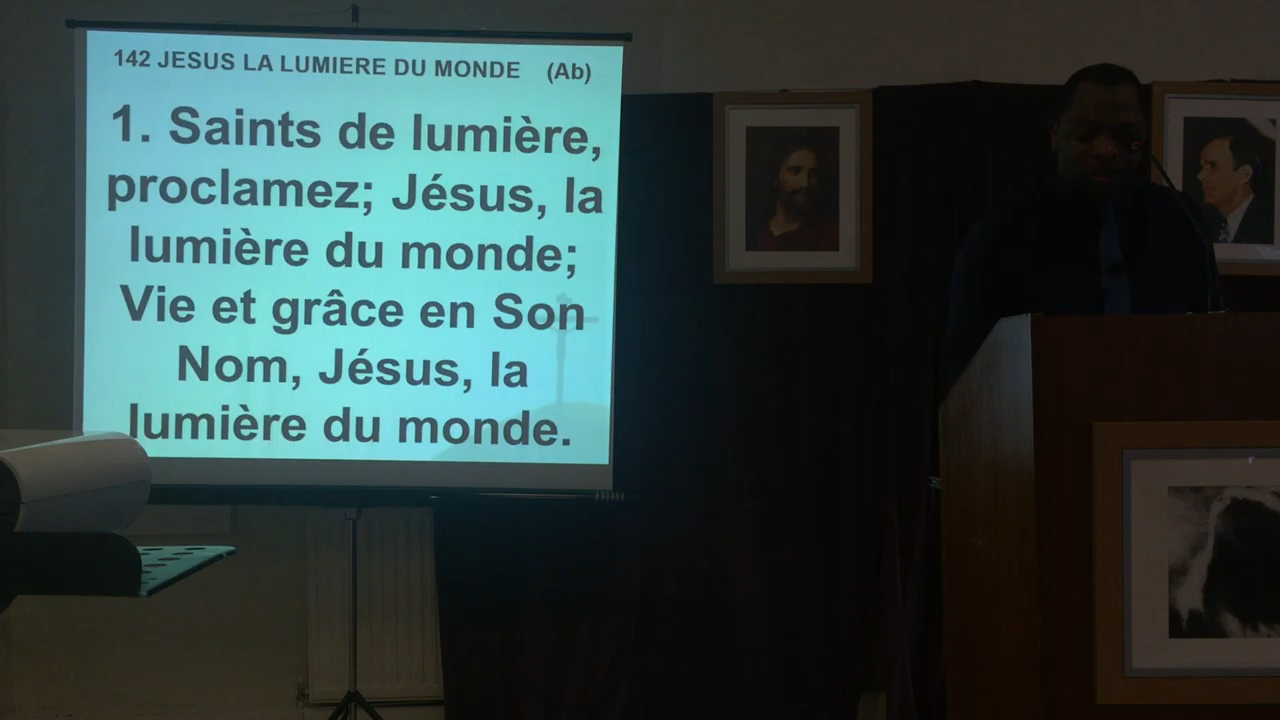 142 JESUS LA LUMIERE DU MONDE (Ab)
1. Saints de lumière,
proclamez; Jésus, la
lumière du monde;
Vie et grâce en Son
Nom, Jésus, la
lumière du monde.